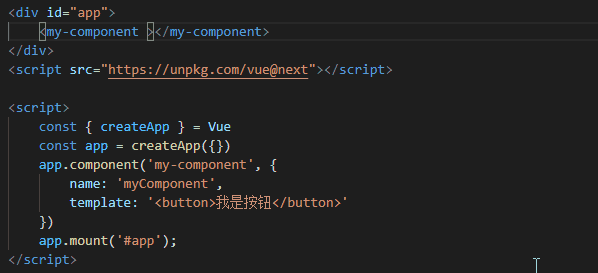 <div id="app">
    <my-component ></my-component>
</div>
<script src="https://unpkg.com/vue@next"></script>

<script>
    const { createApp } = Vue
    const app = createApp({})
    app.component('my-component', {
        name: 'myComponent',
        template: '<button>我是按钮</button>'
    })
    app.mount('#app');
</script>